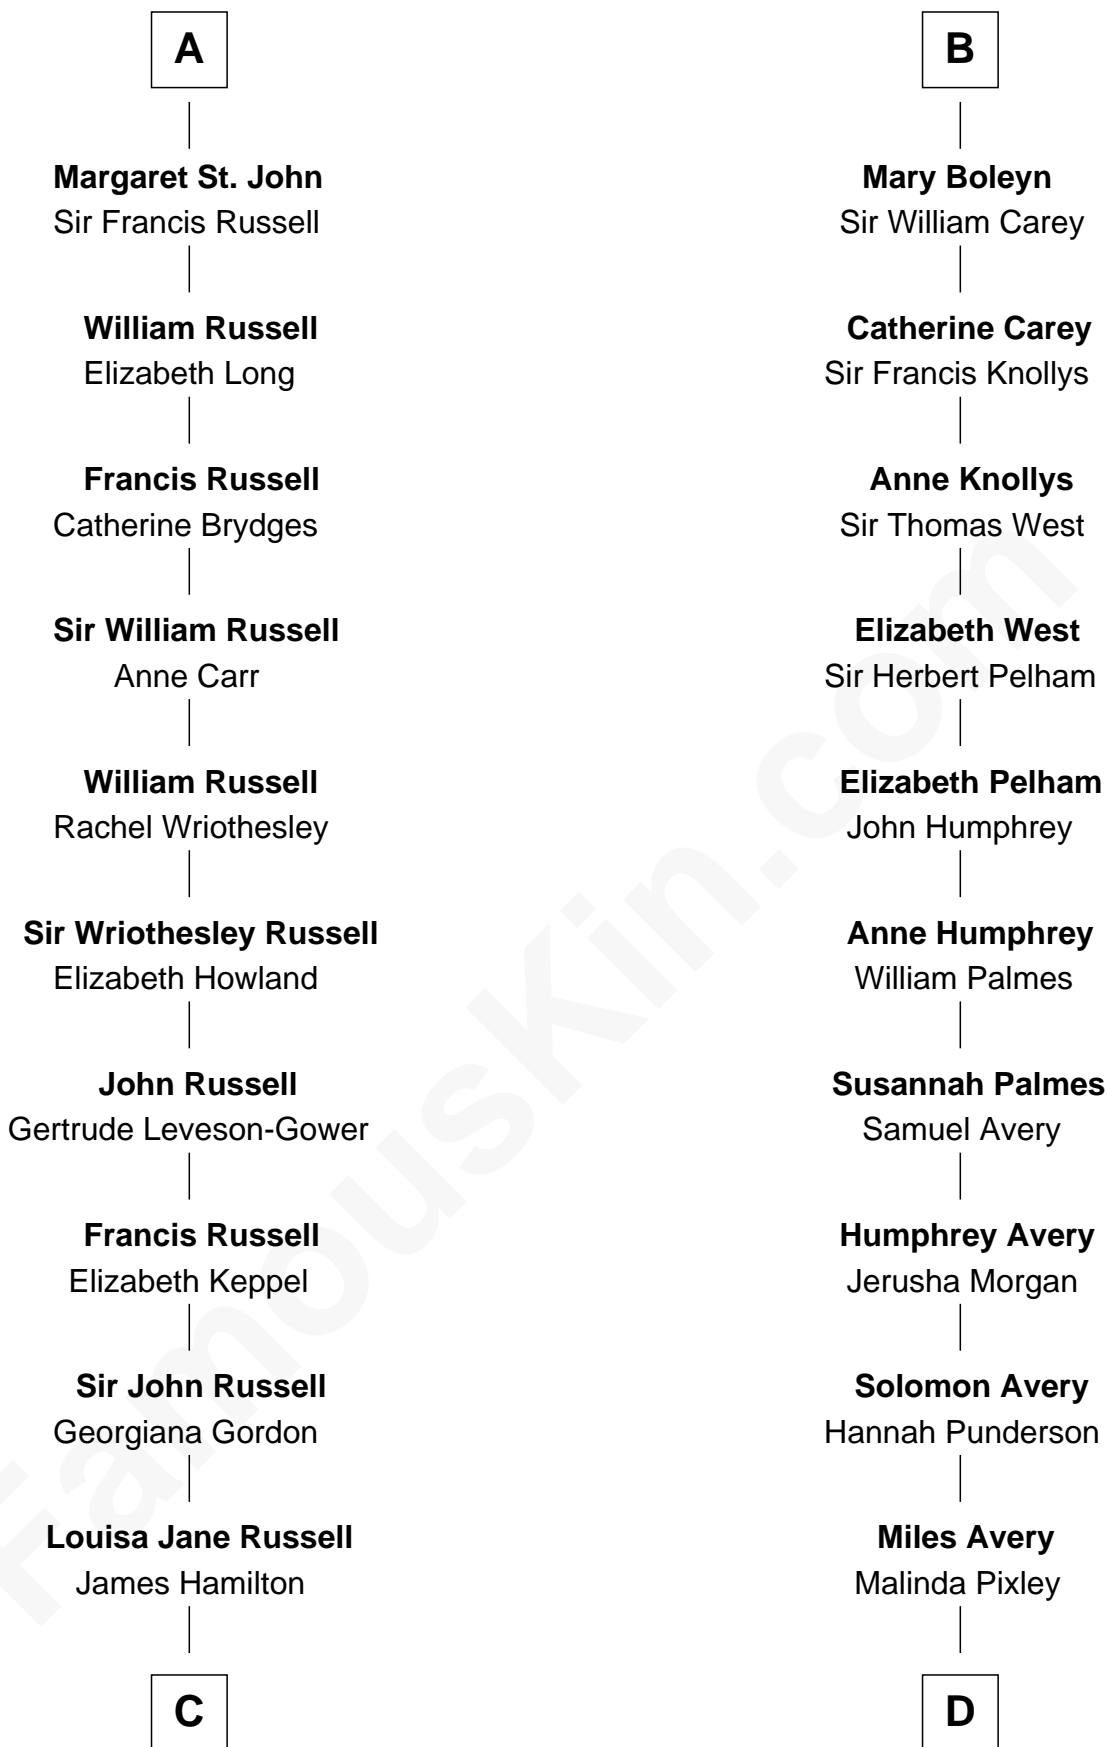 A
Margaret St. John
Sir Francis Russell
William Russell
Elizabeth Long
Francis Russell
Catherine Brydges
Sir William Russell
Anne Carr
William Russell
Rachel Wriothesley
Sir Wriothesley Russell
Elizabeth Howland
John Russell
Gertrude Leveson-Gower
Francis Russell
Elizabeth Keppel
Sir John Russell
Georgiana Gordon
Louisa Jane Russell
James Hamilton
C
B
Mary Boleyn
Sir William Carey
Catherine Carey
Sir Francis Knollys
Anne Knollys
Sir Thomas West
Elizabeth West
Sir Herbert Pelham
Elizabeth Pelham
John Humphrey
Anne Humphrey
William Palmes
Susannah Palmes
Samuel Avery
Humphrey Avery
Jerusha Morgan
Solomon Avery
Hannah Punderson
Miles Avery
Malinda Pixley
D
FamousKin.com